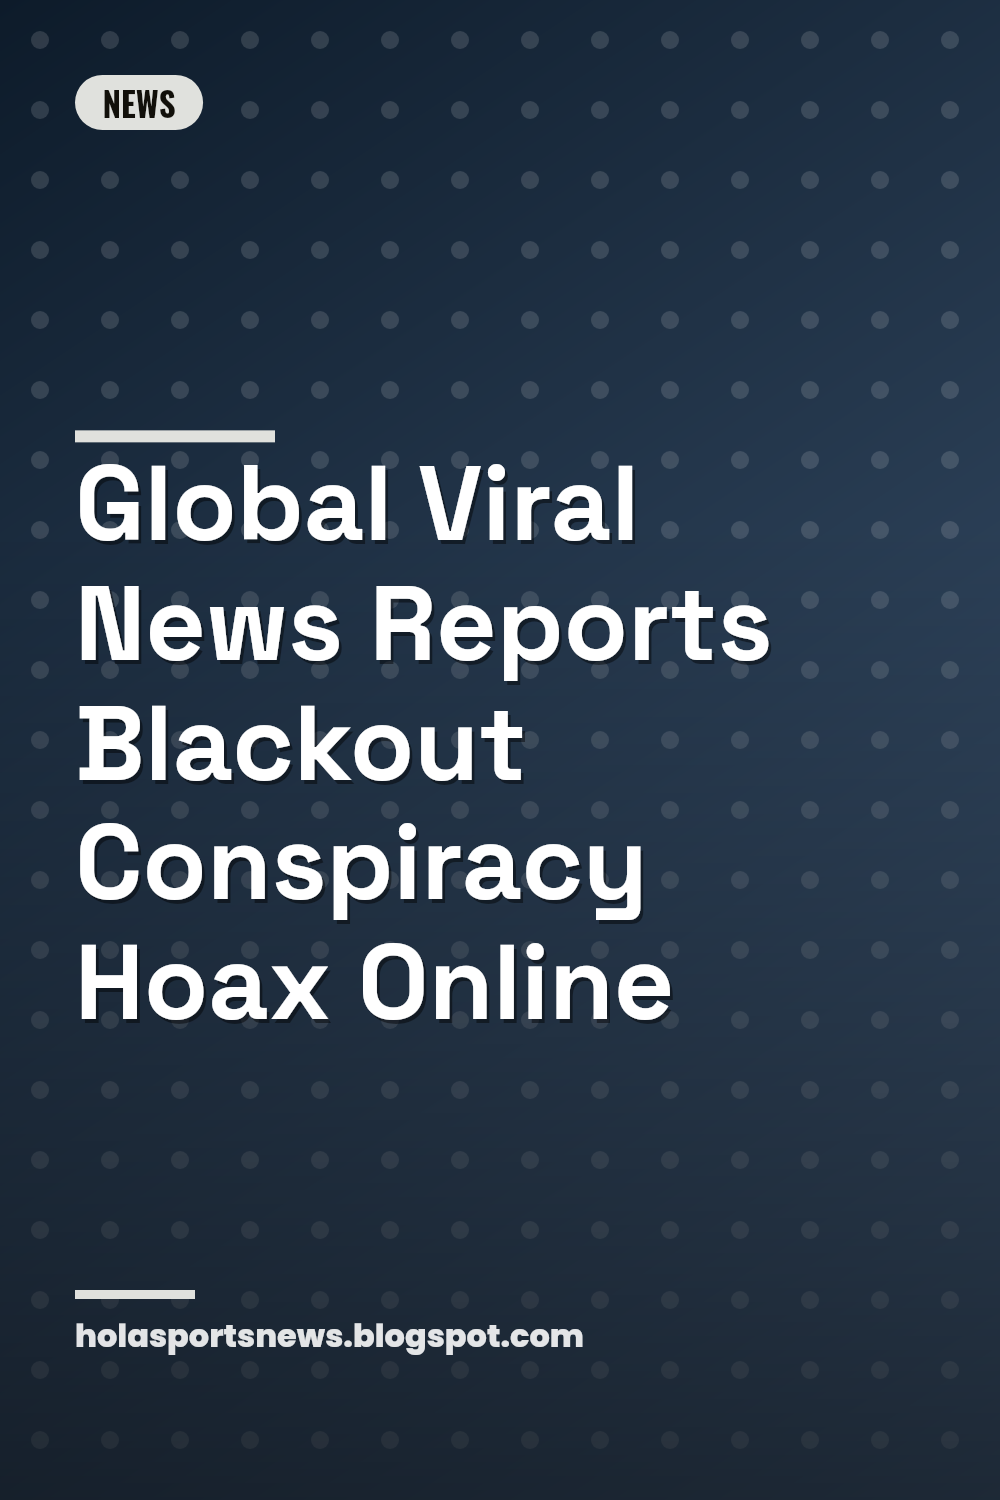 NEWS
Global Viral
News Reports
Blackout
Conspiracy
Hoax Online
holasportsnews.blogspot.com